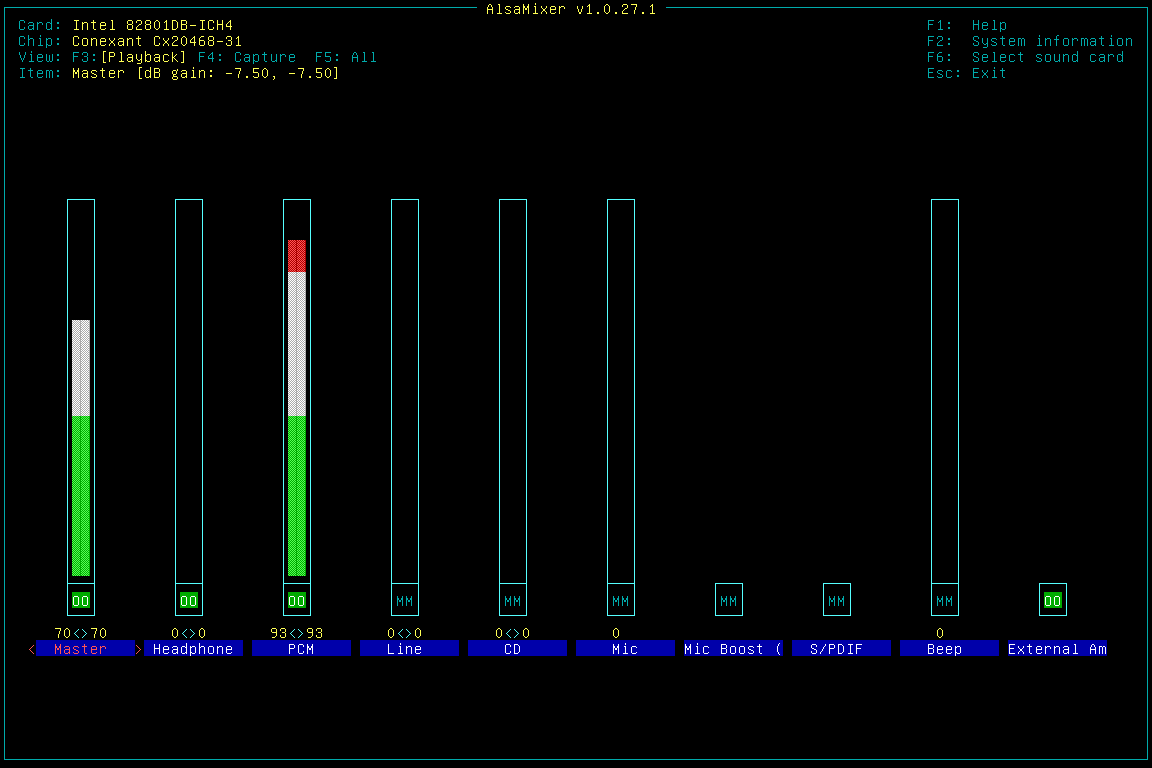 AlsaMixer v1.0.27.1
Card: Intel 82801DB-ICH4 F1: Help
Chip: Conexant Cx20468-31 F2: System information
View: F3:[Playback] F4: Capture F5: All F6: Select sound card
Item: Master [dB gain: -7.50, -7.50] Esc: Exit
OO OO OO MM MM MM MM MM MM OO
70<>70 0<>0 93<>93 0<>0 0<>0 0 0
< Master > Headphone PCM Line CD Mic Mic Boost ( S/PDIF Beep External Am